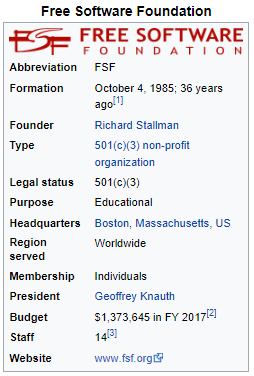 Free Software Foundation
FSF FREE SOFTWARE
FOUNDATION
Abbreviation FSF
Formation October 4, 1985; 36 years
ago[1]
Founder Richard Stallman
Type 501(c)(3) non-profit
organization
Legal status 501(c)(3)
Purpose Educational
Headquarters Boston, Massachusetts, US
Region
served Worldwide
Membership Individuals
President Geoffrey Knauth
Budget $1,373,645 in FY 2017[2]
Staff 14[3]
Website www.fsf.org